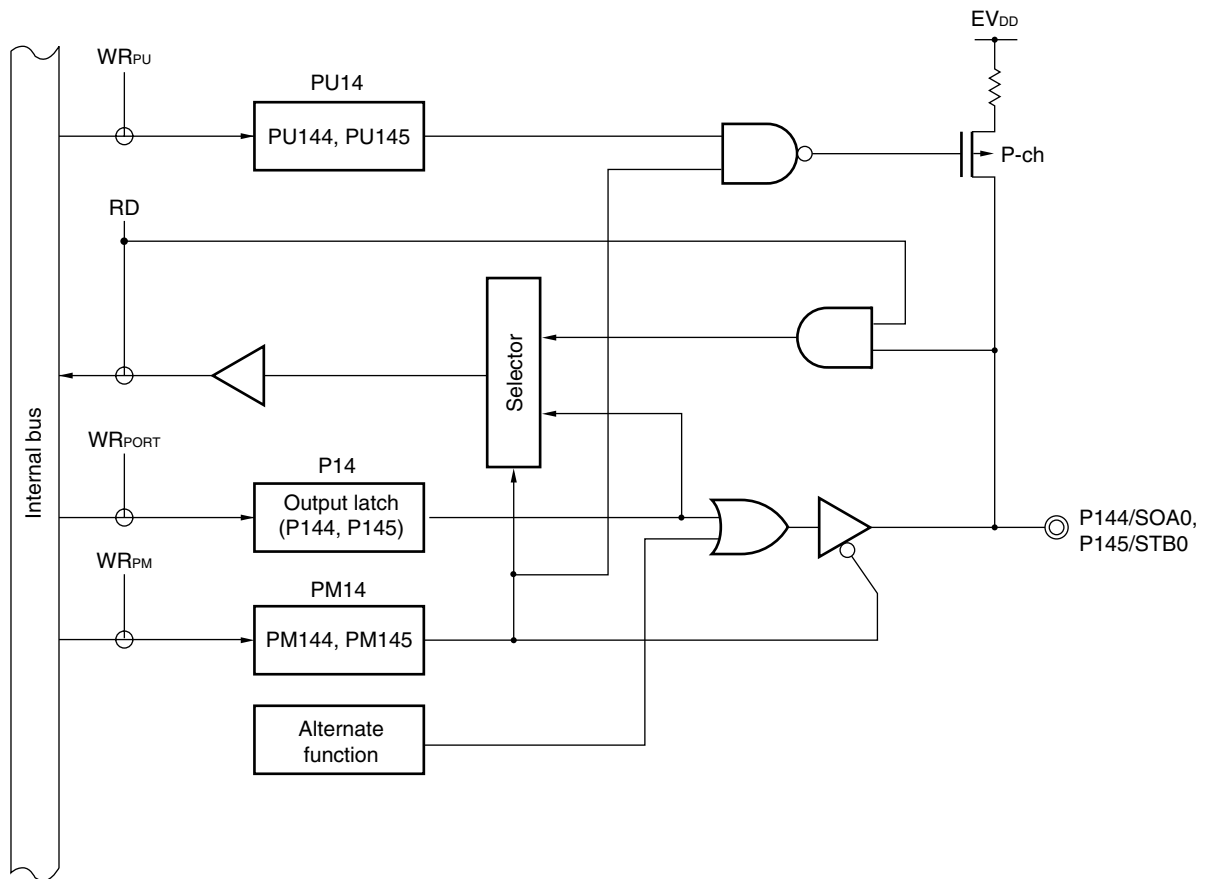 EVDD
WRPU
PU14
PU144, PU145
P-ch
RD
Selector
Internal bus
WRPORT
P14
Output latch
(P144, P145)
P144/SOA0,
P145/STB0
WRPM
PM14
PM144, PM145
Alternate
function